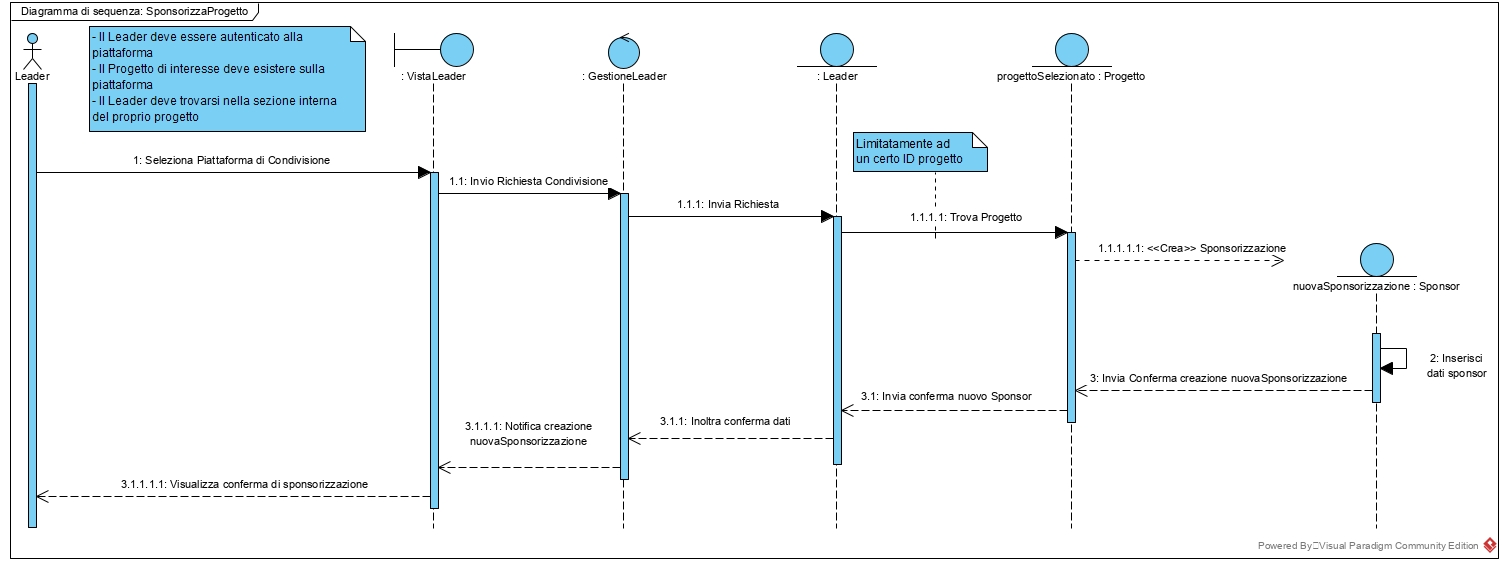 Diagramma di sequenza: SponsorizzaProgetto
- Il Leader deve essere autenticato alla
piattaforma
- Il Progetto di interesse deve esistere sulla
piattaforma
- Il Leader deve trovarsi nella sezione interna
del proprio progetto
Leader
: VistaLeader
: GestioneLeader
: Leader
progettoSelezionato : Progetto
Limitatamente ad
un certo ID progetto
1: Seleziona Piattaforma di Condivisione
1.1: Invio Richiesta Condivisione
1.1.1: Invia Richiesta
1.1.1.1: Trova Progetto
1.1.1.1.1: <<Crea>> Sponsorizzazione
nuovaSponsorizzazione : Sponsor
2: Inserisci
dati sponsor
3: Invia Conferma creazione nuovaSponsorizzazione
3.1: Invia conferma nuovo Sponsor
3.1.1: Inoltra conferma dati
3.1.1.1: Notifica creazione
nuovaSponsorizzazione
3.1.1.1.1: Visualizza conferma di sponsorizzazione
Powered By Visual Paradigm Community Edition